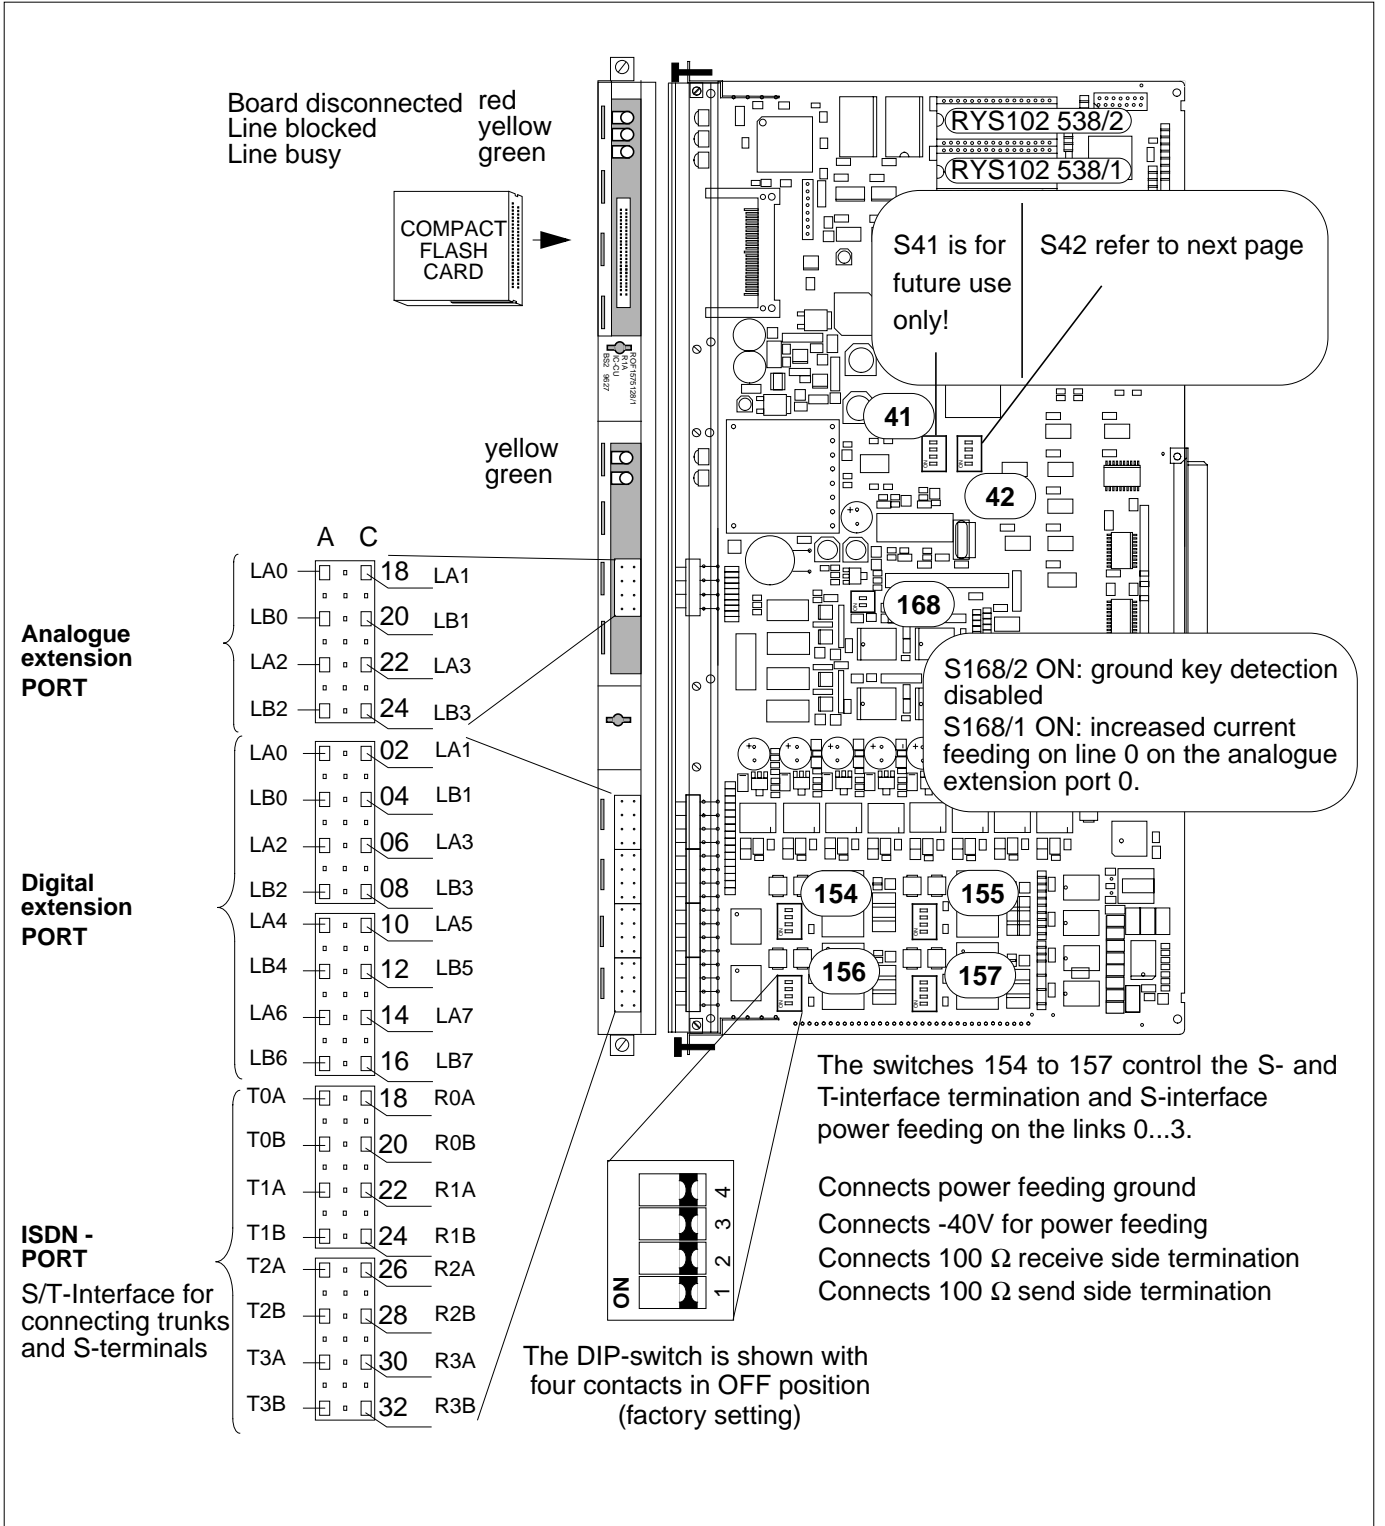 Board disconnected red
Line blocked yellow
Line busy green
RYS102 538/2
RYS102 538/1
COMPACT
FLASH
CARD
S41 is for
future use
only!
S42 refer to next page
ROF1575128/1
R1A
IC-CU
BS2 9627
41
42
yellow
green
168
S168/2 ON: ground key detection
disabled
S168/1 ON: increased current
feeding on line 0 on the analogue
extension port 0.
A C
Analogue
extension
PORT
LA0 18 LA1
LB0 20 LB1
LA2 22 LA3
LB2 24 LB3
Digital
extension
PORT
LA0 02 LA1
LB0 04 LB1
LA2 06 LA3
LB2 08 LB3
LA4 10 LA5
LB4 12 LB5
LA6 14 LA7
LB6 16 LB7
ISDN -
PORT
S/T-Interface for
connecting trunks
and S-terminals
T0A 18 R0A
T0B 20 R0B
T1A 22 R1A
T1B 24 R1B
T2A 26 R2A
T2B 28 R2B
T3A 30 R3A
T3B 32 R3B
154
155
156
157
The switches 154 to 157 control the S- and
T-interface termination and S-interface
power feeding on the links 0...3.
4 Connects power feeding ground
3 Connects -40V for power feeding
2 Connects 100 Ω receive side termination
1 Connects 100 Ω send side termination
ON
The DIP-switch is shown with
four contacts in OFF position
(factory setting)